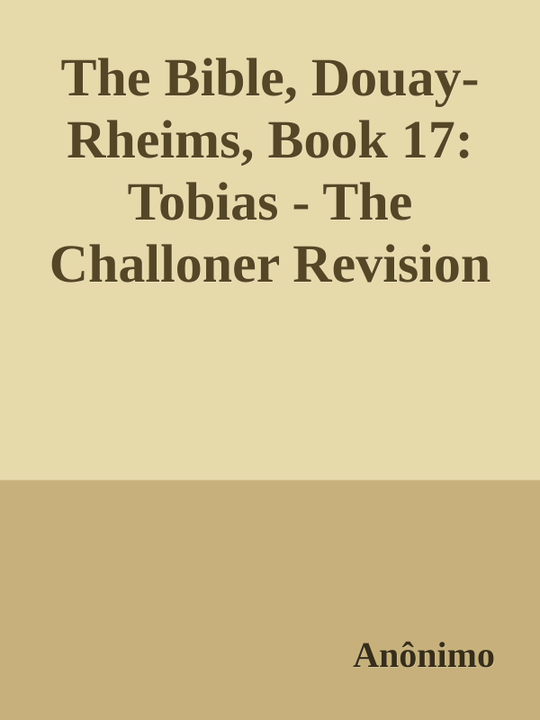 The Bible, Douay-
Rheims, Book 17:
Tobias - The
Challoner Revision
Anônimo